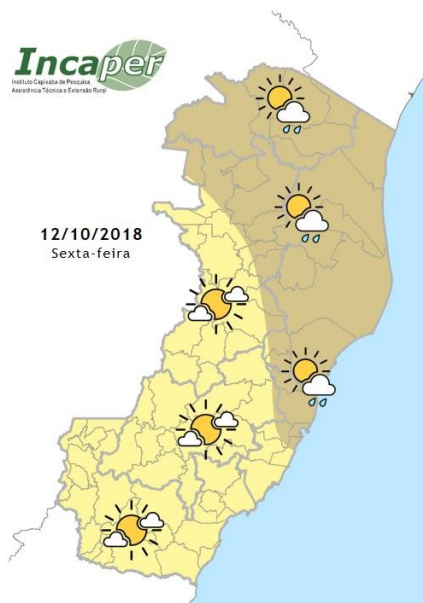 Incaper
Instituto Capixaba de Pesquisa,
Assistência Técnica e Extensão Rural
12/10/2018
Sexta-feira